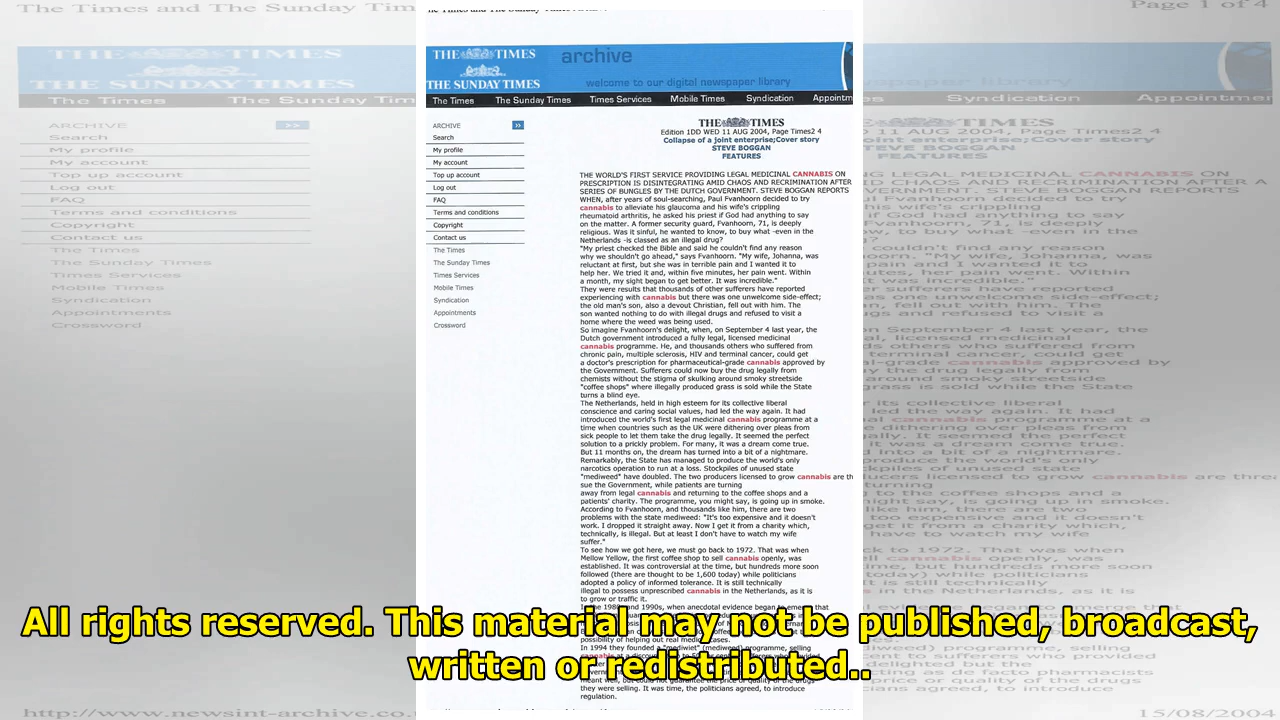 The Times and The Sunday Times Archive
Page 1 of 4
THE TIMES
THE SUNDAY TIMES
archive
welcome to our digital newspaper library
The Times The Sunday Times Times Services Mobile Times Syndication Appointm
ARCHIVE
Search
My profile
My account
Top up account
Log out
FAQ
Terms and conditions
Copyright
Contact us
The Times
The Sunday Times
Times Services
Mobile Times
Syndication
Appointments
Crossword
THE TIMES
Edition 1DD WED 11 AUG 2004, Page Times2 4
Collapse of a joint enterprise;Cover story
STEVE BOGGAN
FEATURES
THE WORLD'S FIRST SERVICE PROVIDING LEGAL MEDICINAL CANNABIS ON
PRESCRIPTION IS DISINTEGRATING AMID CHAOS AND RECRIMINATION AFTER
SERIES OF BUNGLES BY THE DUTCH GOVERNMENT. STEVE BOGGAN REPORTS
WHEN, after years of soul-searching, Paul Fvanhoorn decided to try
cannabis to alleviate his glaucoma and his wife's crippling
rheumatoid arthritis, he asked his priest if God had anything to say
on the matter. A former security guard, Fvanhoorn, 71, is deeply
religious. Was it sinful, he wanted to know, to buy what -even in the
Netherlands -is classed as an illegal drug?
"My priest checked the Bible and said he couldn't find any reason
why we shouldn't go ahead," says Fvanhoorn. "My wife, Johanna, was
reluctant at first, but she was in terrible pain and I wanted it to
help her. We tried it and, within five minutes, her pain went. Within
a month, my sight began to get better. It was incredible."
They were results that thousands of other sufferers have reported
experiencing with cannabis but there was one unwelcome side-effect;
the old man's son, also a devout Christian, fell out with him. The
son wanted nothing to do with illegal drugs and refused to visit a
home where the weed was being used.
So imagine Fvanhoorn's delight, when, on September 4 last year, the
Dutch government introduced a fully legal, licensed medicinal
cannabis programme. He, and thousands others who suffered from
chronic pain, multiple sclerosis, HIV and terminal cancer, could get
a doctor's prescription for pharmaceutical-grade cannabis approved by
the Government. Sufferers could now buy the drug legally from
chemists without the stigma of skulking around smoky streetside
"coffee shops" where illegally produced grass is sold while the State
turns a blind eye.
The Netherlands, held in high esteem for its collective liberal
conscience and caring social values, had led the way again. It had
introduced the world's first legal medicinal cannabis programme at a
time when countries such as the UK were dithering over pleas from
sick people to let them take the drug legally. It seemed the perfect
solution to a prickly problem. For many, it was a dream come true.
But 11 months on, the dream has turned into a bit of a nightmare.
Remarkably, the State has managed to produce the world's only
narcotics operation to run at a loss. Stockpiles of unused state
"mediweed" have doubled. The two producers licensed to grow cannabis are th
sue the Government, while patients are turning
away from legal cannabis and returning to the coffee shops and a
patients' charity. The programme, you might say, is going up in smoke.
According to Fvanhoorn, and thousands like him, there are two
problems with the state mediweed: "It's too expensive and it doesn't
work. I dropped it straight away. Now I get it from a charity which,
technically, is illegal. But at least I don't have to watch my wife
suffer."
To see how we got here, we must go back to 1972. That was when
Mellow Yellow, the first coffee shop to sell cannabis openly, was
established. It was controversial at the time, but hundreds more soon
followed (there are thought to be 1,600 today) while politicians
adopted a policy of informed tolerance. It is still technically
illegal to possess unprescribed cannabis in the Netherlands, as it is
to grow or traffic it.
In the 1980s and 1990s, when anecdotal evidence began to emerge that
All rights reserved. This material may not be published, broadcast,
possibility of helping out real medical cases.
In 1994 they founded a "mediwiet" (mediweed) programme, selling
written or redistributed..
meant well, but could not guarantee the price or quality of the drugs
they were selling. It was time, the politicians agreed, to introduce
regulation.
15/08/2004